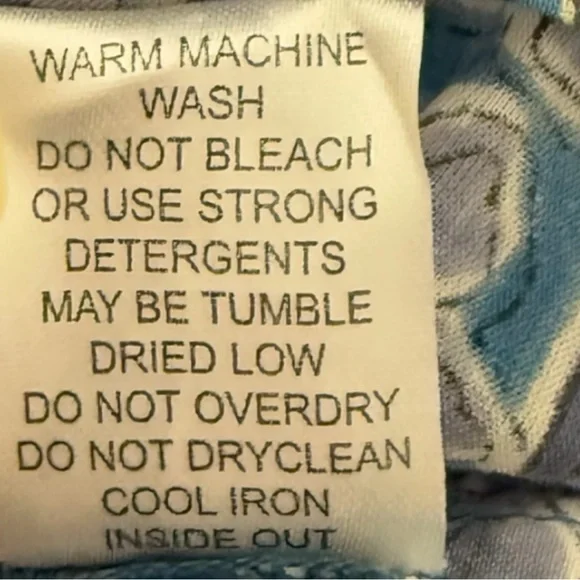 WARM MACHINE
WASH
DO NOT BLEACH
OR USE STRONG
DETERGENTS
MAY BE TUMBLE
DRIED LOW
DO NOT OVERDRY
DO NOT DRYCLEAN
COOL IRON
INSIDE OUT